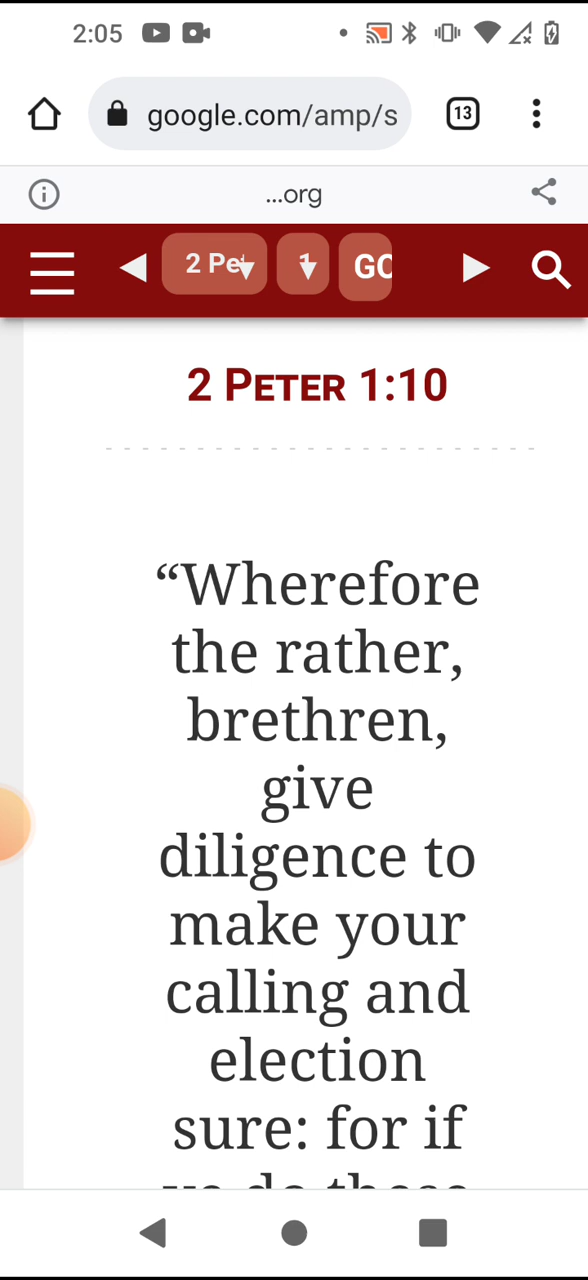 2:05
google.com/amp/s
13
...org
2 Pe
1
GO
2 PETER 1:10
“Wherefore
the rather,
brethren,
give
diligence to
make your
calling and
election
sure: for if